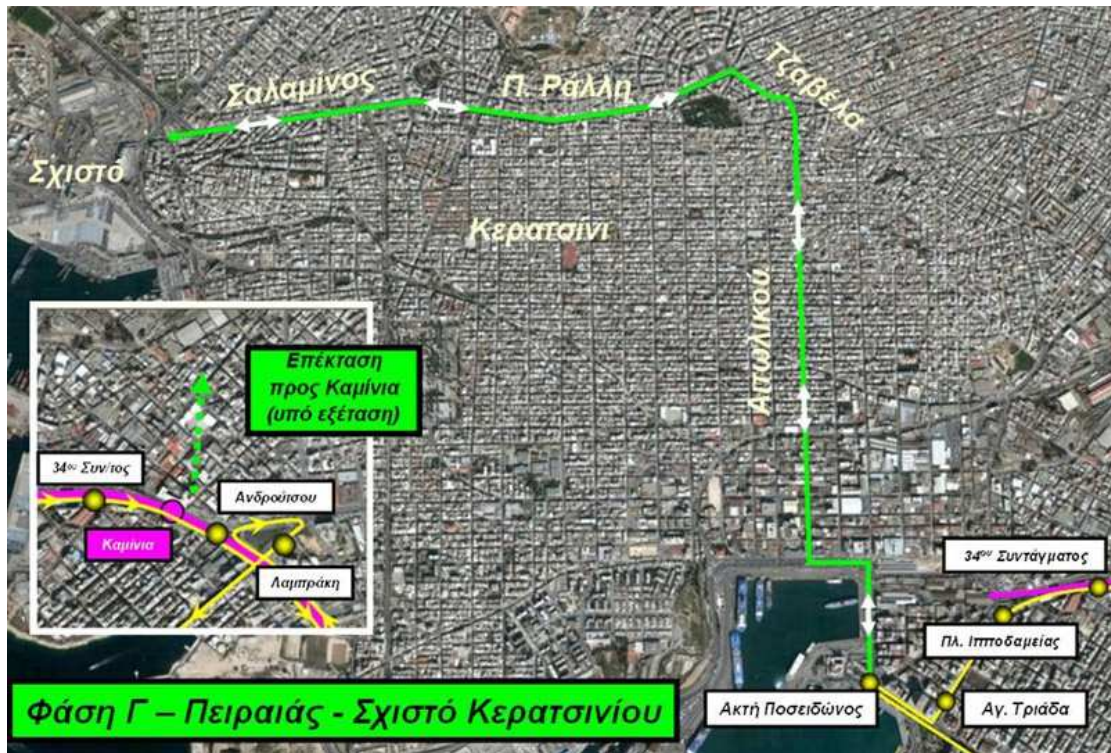 Σαλαμίνος
Π. Ράλλη
Τζαβέλα
Σχιστό
Κερατσίνι
Αιτωλικού
Επέκταση
προς Καμίνια
(υπό εξέταση)
34ου Συν/τος
Ανδρούτσου
Καμίνια
Λαμπράκη
34ου Συντάγματος
Πλ. Ιπποδαμείας
Ακτή Ποσειδώνος
Αγ. Τριάδα
Φάση Γ – Πειραιάς - Σχιστό Κερατσινίου